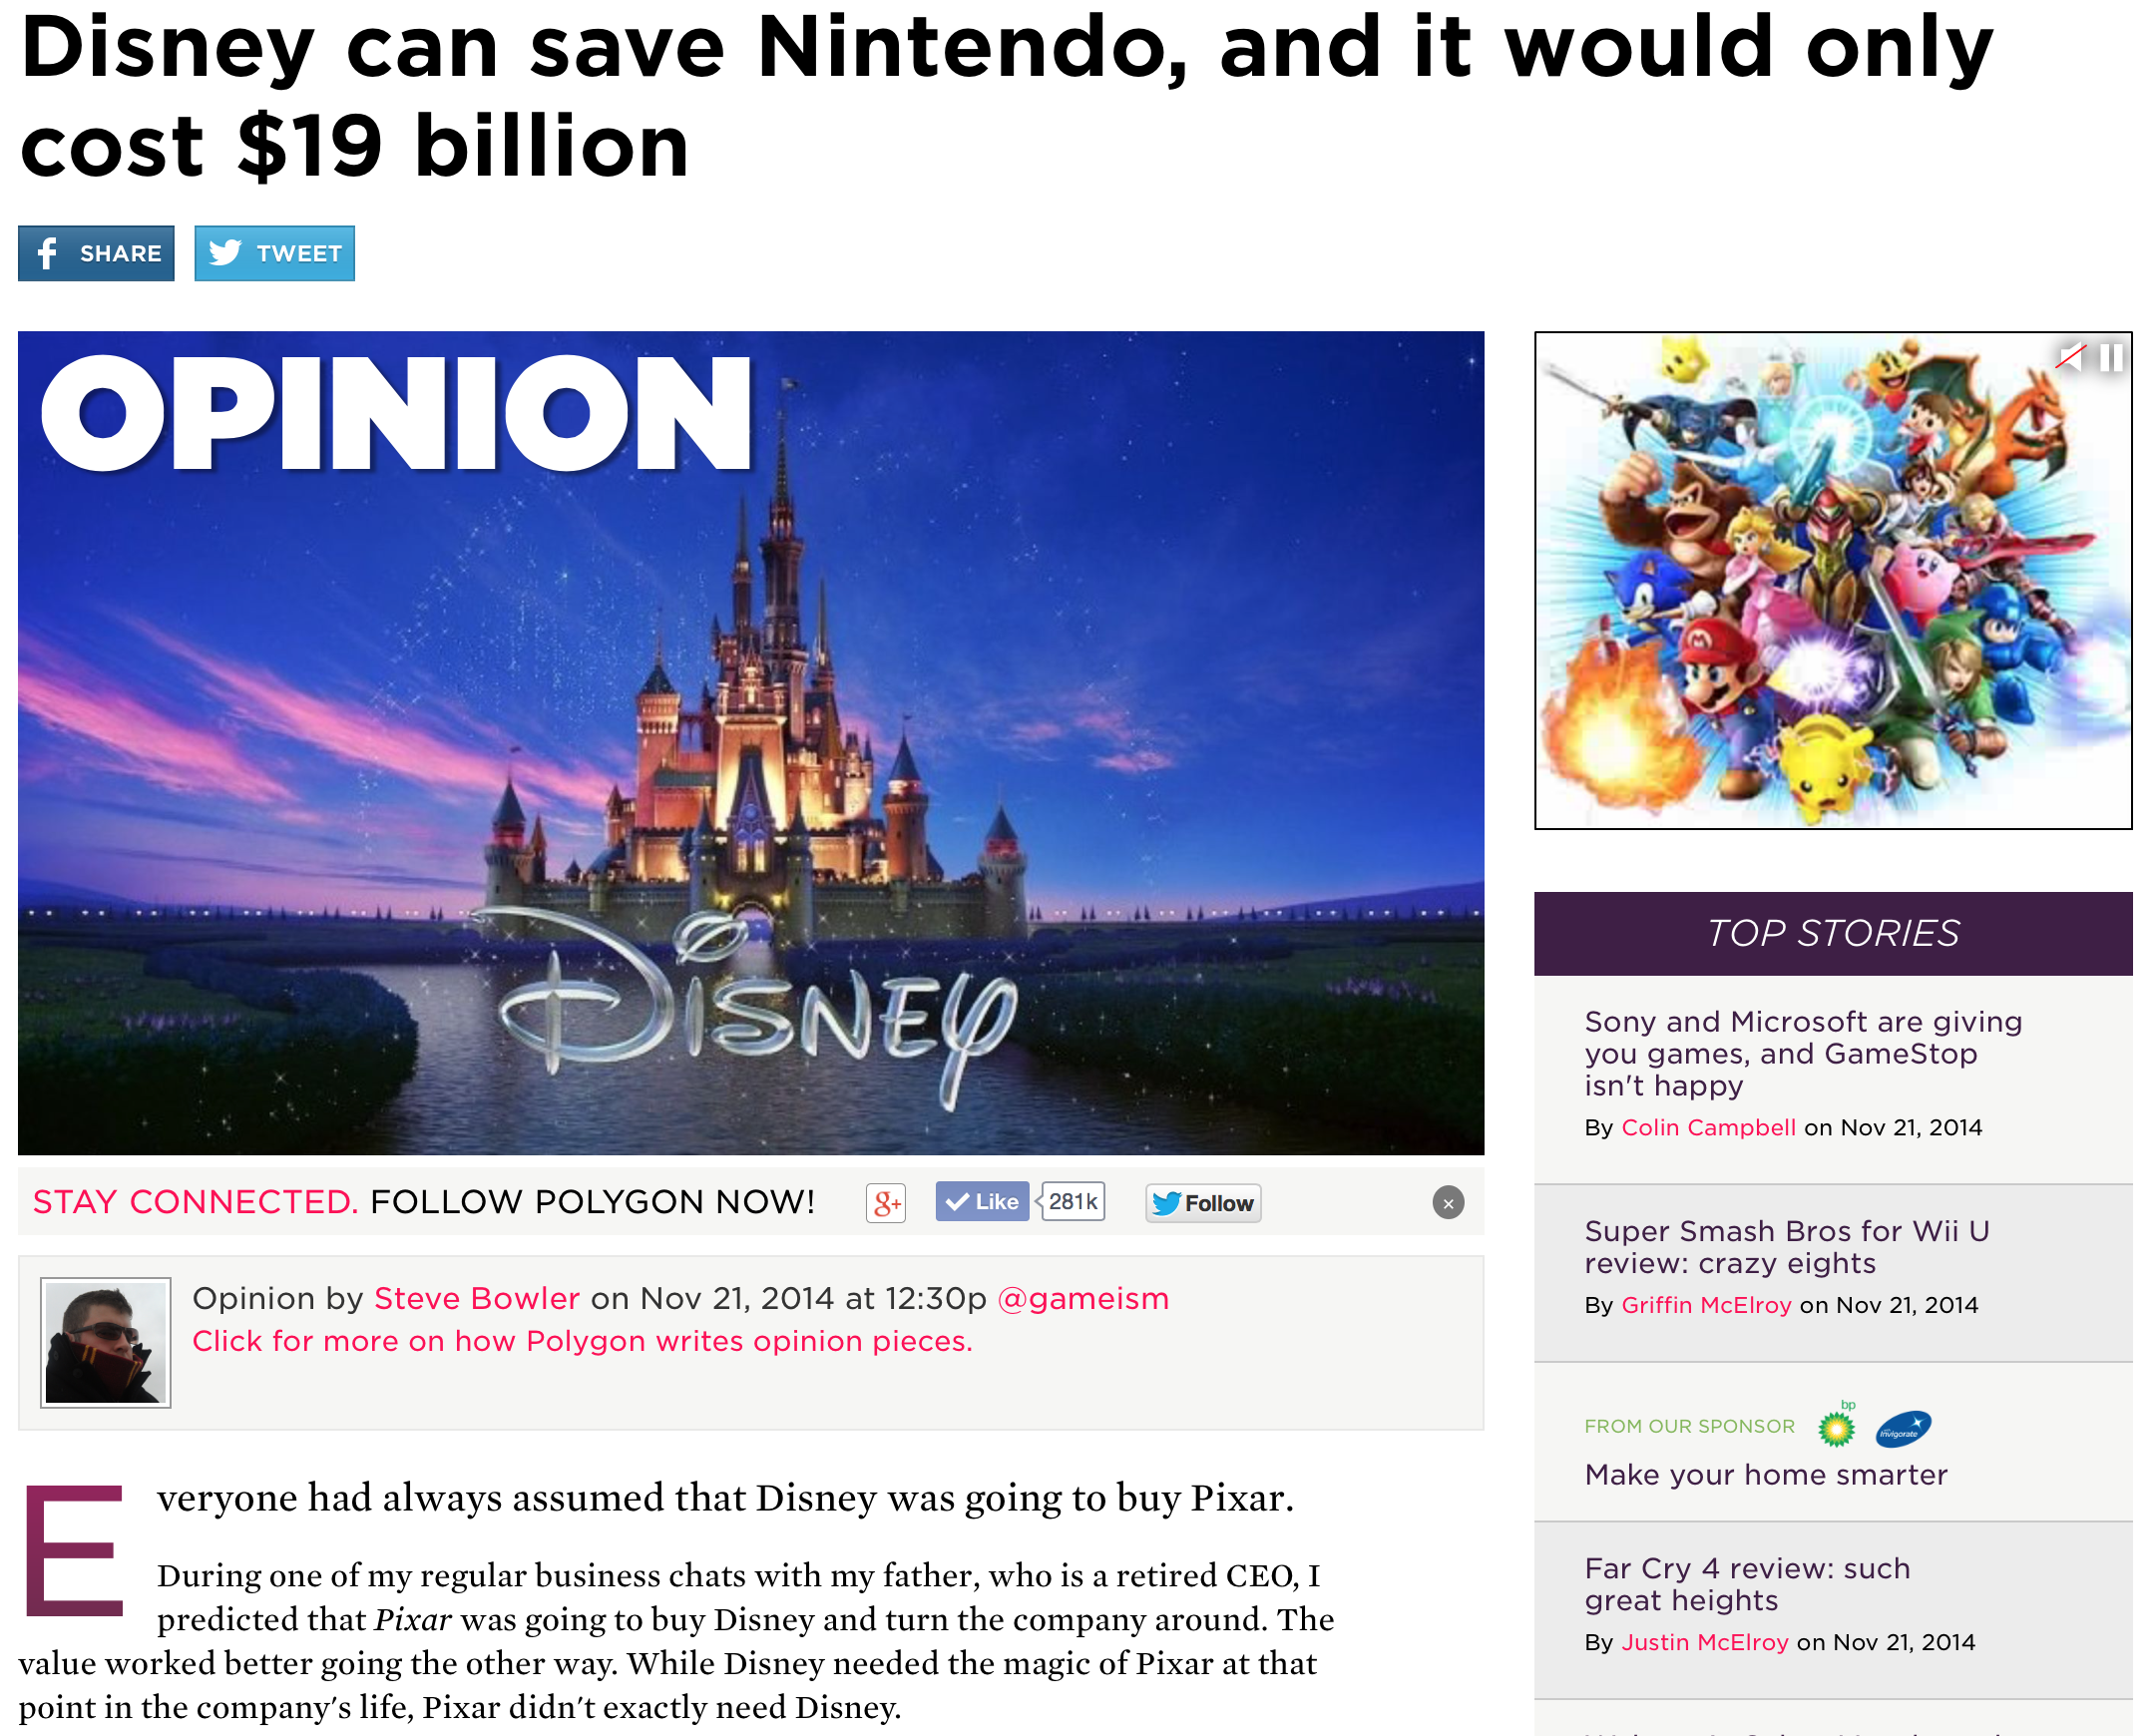 Disney can save Nintendo, and it would only
cost $19 billion
SHARE
TWEET
OPINION
DISNEY
STAY CONNECTED. FOLLOW POLYGON NOW!
g+
Like
281k
Follow
Opinion by Steve Bowler on Nov 21, 2014 at 12:30p @gameism
Click for more on how Polygon writes opinion pieces.
Everyone had always assumed that Disney was going to buy Pixar.
During one of my regular business chats with my father, who is a retired CEO, I
predicted that Pixar was going to buy Disney and turn the company around. The
value worked better going the other way. While Disney needed the magic of Pixar at that
point in the company's life, Pixar didn't exactly need Disney.
TOP STORIES
Sony and Microsoft are giving
you games, and GameStop
isn't happy
By Colin Campbell on Nov 21, 2014
Super Smash Bros for Wii U
review: crazy eights
By Griffin McElroy on Nov 21, 2014
FROM OUR SPONSOR
bp
invigorate
Make your home smarter
Far Cry 4 review: such
great heights
By Justin McElroy on Nov 21, 2014